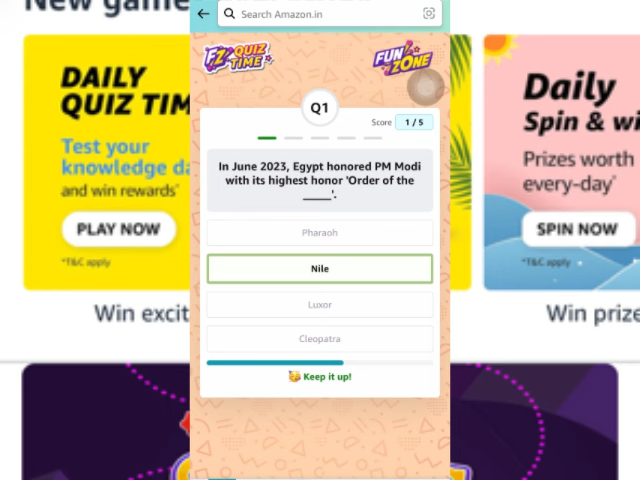 New game
DAILY
QUIZ TIM
Test your
knowledge da
and win rewards*
PLAY NOW
*T&C apply
Win excit
Search Amazon.in
FZ QUIZ
TIME
FUN
ZONE
Q1
Score 1 / 5
In June 2023, Egypt honored PM Modi
with its highest honor 'Order of the
_____'.
Pharaoh
Nile
Luxor
Cleopatra
Keep it up!
Daily
Spin & wi
Prizes worth
every-day*
SPIN NOW
*T&C apply
Win prize